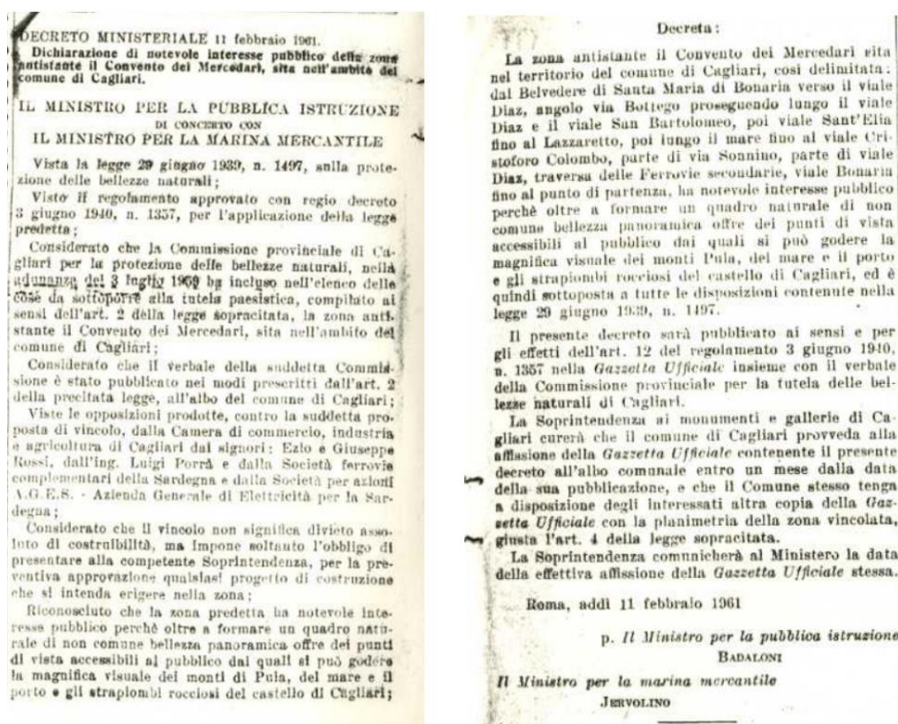 DECRETO MINISTERIALE 11 febbraio 1961.
Dichiarazione di notevole interesse pubblico della zona
antistante il Convento dei Mercedari, sita nell'ambito del
comune di Cagliari.
IL MINISTRO PER LA PUBBLICA ISTRUZIONE
DI CONCERTO CON
IL MINISTRO PER LA MARINA MERCANTILE
Vista la legge 29 giugno 1939, n. 1497, sulla prote-
zione delle bellezze naturali;
Visto il regolamento approvato con regio decreto
3 giugno 1940, n. 1357, per l'applicazione della legge
predetta;
Considerato che la Commissione provinciale di Ca-
gliari per la protezione delle bellezze naturali, nella
adunanza del 3 luglio ha incluso nell'elenco delle
cose da sottoporre alla tutela paesistica, compilato ai
sensi dell'art. 2 della legge sopracitata, la zona anti-
stante il Convento dei Mercedari, sita nell'ambito del
comune di Cagliari;
Considerato che il verbale della suddetta Commis-
sione è stato pubblicato nei modi prescritti dall'art. 2
della precitata legge, all'albo del comune di Cagliari;
Viste le opposizioni prodotte, contro la suddetta pro-
posta di vincolo, dalla Camera di commercio, industria
e agricoltura di Cagliari dai signori: Ezio e Giuseppe
Rossi, dall'ing. Luigi Porrà e dalla Società ferrovie
complementari della Sardegna e dalla Società per azioni
A.G.E.S. - Azienda Generale di Elettricità per la Sar-
degna;
Considerato che il vincolo non significa divieto asso-
luto di costruibilità, ma impone soltanto l'obbligo di
presentare alla competente Soprintendenza, per la pre-
ventiva approvazione qualsiasi progetto di costruzione
che si intenda erigere nella zona;
Riconosciuto che la zona predetta ha notevole inte-
resse pubblico perchè oltre a formare un quadro natu-
rale di non comune bellezza panoramica offre dei punti
di vista accessibili al pubblico dai quali si può godere
la magnifica visuale dei monti di Pula, del mare e il
porto e gli strapiombi rocciosi del castello di Cagliari;
Decreta:
La zona antistante il Convento dei Mercedari sita
nel territorio del comune di Cagliari, così delimitata:
dal Belvedere di Santa Maria di Bonaria verso il viale
Diaz, angolo via Bottego proseguendo lungo il viale
Diaz e il viale San Bartolomeo, poi viale Sant'Elia
fino al Lazzaretto, poi lungo il mare fino al viale Cri-
stoforo Colombo, parte di via Sonnino, parte di viale
Diaz, traversa delle Ferrovie secondarie, viale Bonaria
fino al punto di partenza, ha notevole interesse pubblico
perchè oltre a formare un quadro naturale di non
comune bellezza panoramica offre dei punti di vista
accessibili al pubblico dai quali si può godere la
magnifica visuale dei monti Pula, del mare e il porto
e gli strapiombi rocciosi del castello di Cagliari, ed è
quindi sottoposta a tutte le disposizioni contenute nella
legge 29 giugno 1939, n. 1497.
Il presente decreto sarà pubblicato ai sensi e per
gli effetti dell'art. 12 del regolamento 3 giugno 1940,
n. 1357 nella Gazzetta Ufficiale insieme con il verbale
della Commissione provinciale per la tutela delle bel-
lezze naturali di Cagliari.
La Soprintendenza ai monumenti e gallerie di Ca-
gliari curerà che il comune di Cagliari provveda alla
affissione della Gazzetta Ufficiale contenente il presente
decreto all'albo comunale entro un mese dalla data
della sua pubblicazione, e che il Comune stesso tenga
a disposizione degli interessati altra copia della Gaz-
zetta Ufficiale con la planimetria della zona vincolata,
giusta l'art. 4 della legge sopracitata.
La Soprintendenza comunicherà al Ministero la data
della effettiva affissione della Gazzetta Ufficiale stessa.
Roma, addì 11 febbraio 1961
p. Il Ministro per la pubblica istruzione
BADALONI
Il Ministro per la marina mercantile
JERVOLINO